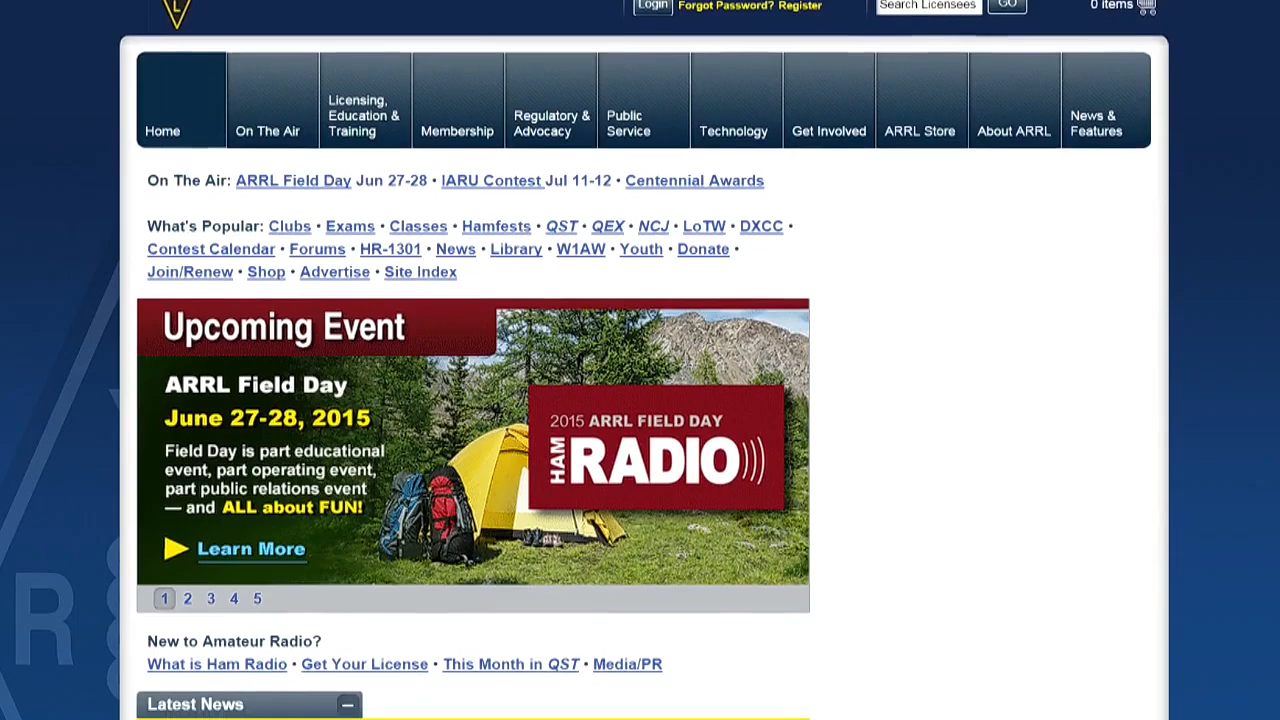 L
Login Forgot Password? Register Search Licensees GO 0 items
Home
On The Air
Licensing,
Education &
Training
Membership
Regulatory &
Advocacy
Public
Service
Technology
Get Involved
ARRL Store
About ARRL
News &
Features
On The Air: ARRL Field Day Jun 27-28 • IARU Contest Jul 11-12 • Centennial Awards
What's Popular: Clubs • Exams • Classes • Hamfests • QST • QEX • NCJ • LoTW • DXCC •
Contest Calendar • Forums • HR-1301 • News • Library • W1AW • Youth • Donate •
Join/Renew • Shop • Advertise • Site Index
Upcoming Event
ARRL Field Day
June 27-28, 2015
Field Day is part educational
event, part operating event,
part public relations event
— and ALL about FUN!
Learn More
2015 ARRL FIELD DAY
HAM RADIO
1 2 3 4 5
New to Amateur Radio?
What is Ham Radio • Get Your License • This Month in QST • Media/PR
Latest News
R